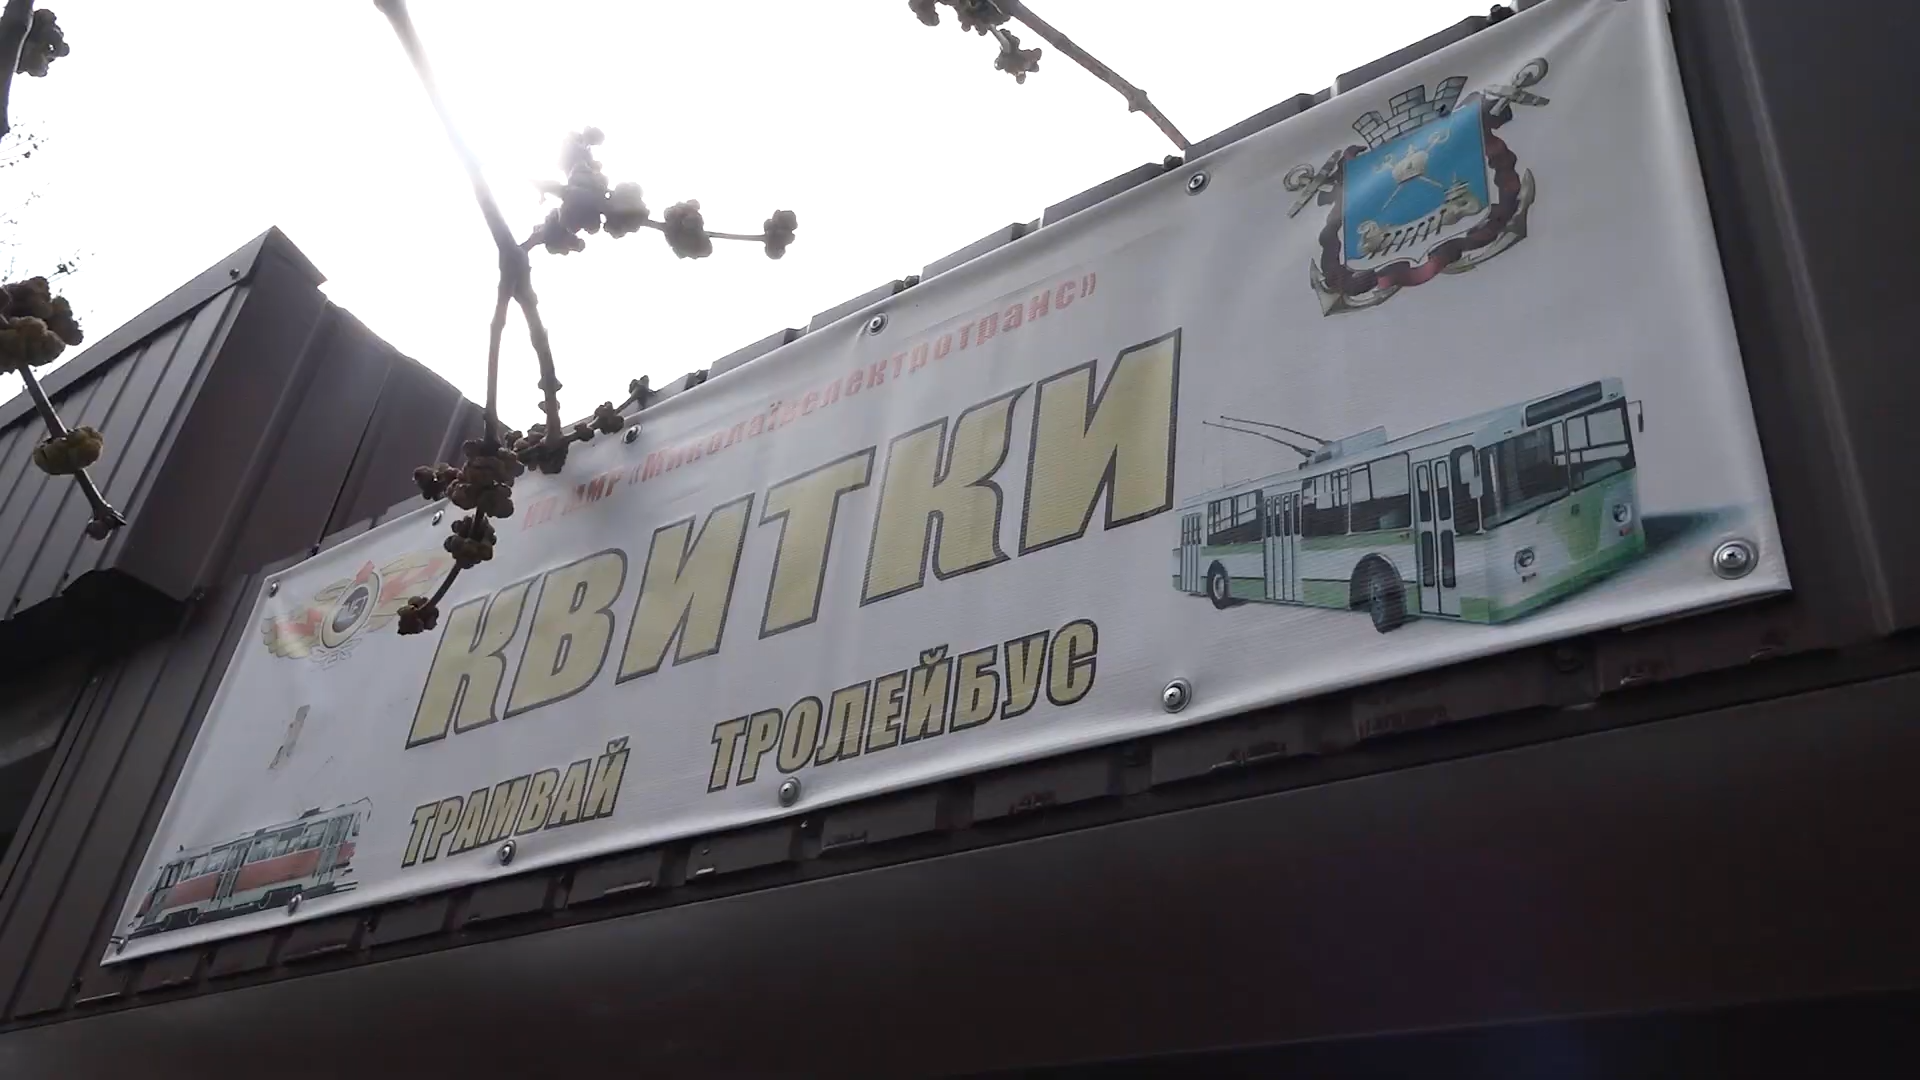 КП ММР «Миколаївелектротранс»
КВИТКИ
ТРАМВАЙ ТРОЛЕЙБУС